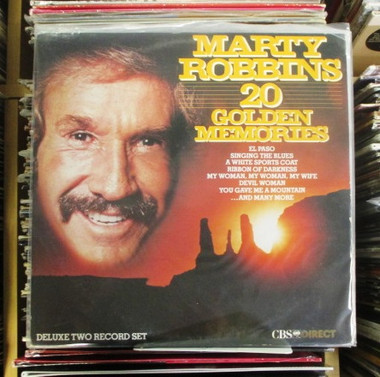 MARTY
ROBBINS
20
GOLDEN
MEMORIES
EL PASO
SINGING THE BLUES
A WHITE SPORTS COAT
RIBBON OF DARKNESS
MY WOMAN, MY WOMAN, MY WIFE
DEVIL WOMAN
YOU GAVE ME A MOUNTAIN
...AND MANY MORE
DELUXE TWO RECORD SET
CBS DIRECT